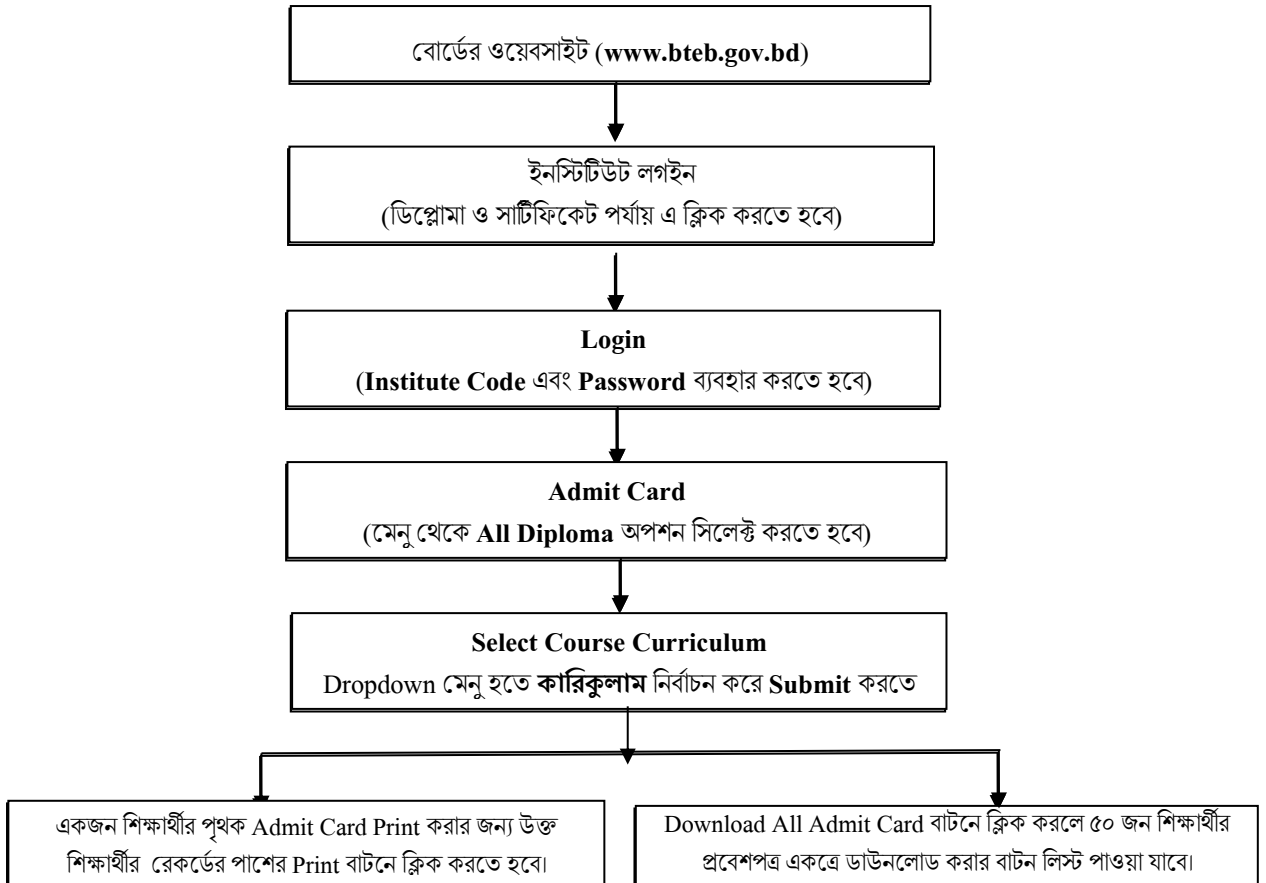 বোর্ডের ওয়েবসাইট (www.bteb.gov.bd)
ইনস্টিটিউট লগইন
(ডিপ্লোমা ও সার্টিফিকেট পর্যায় এ ক্লিক করতে হবে)
Login
(Institute Code এবং Password ব্যবহার করতে হবে)
Admit Card
(মেনু থেকে All Diploma অপশন সিলেক্ট করতে হবে)
Select Course Curriculum
Dropdown মেনু হতে কারিকুলাম নির্বাচন করে Submit করতে
একজন শিক্ষার্থীর পৃথক Admit Card Print করার জন্য উক্ত
শিক্ষার্থীর রেকর্ডের পাশের Print বাটনে ক্লিক করতে হবে।
Download All Admit Card বাটনে ক্লিক করলে ৫০ জন শিক্ষার্থীর
প্রবেশপত্র একত্রে ডাউনলোড করার বাটন লিস্ট পাওয়া যাবে।